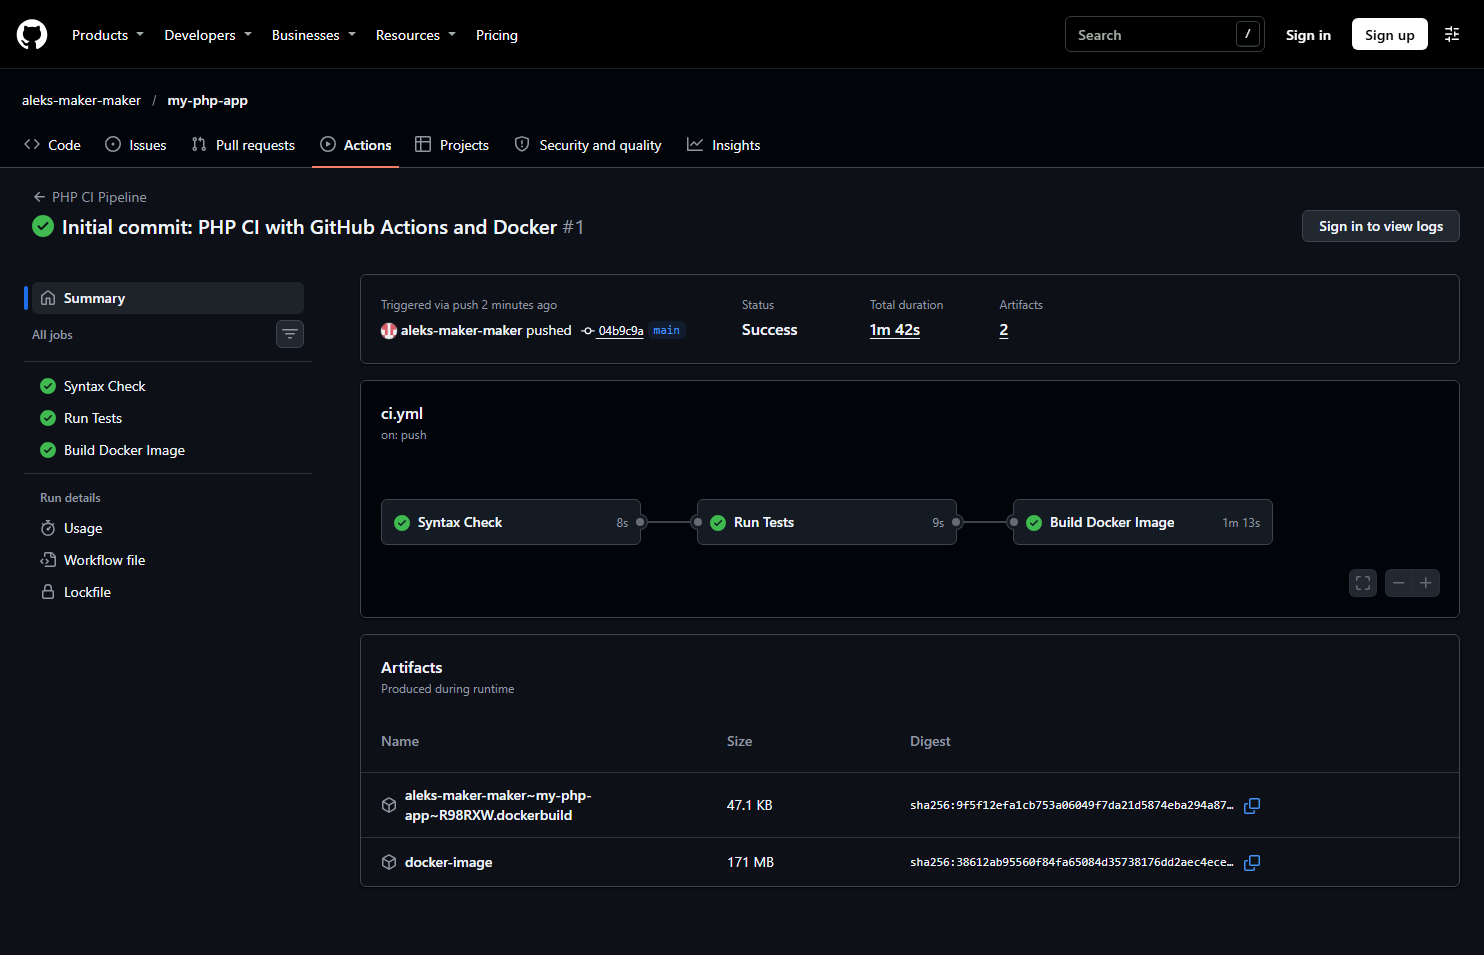 Products Developers Businesses Resources Pricing Search / Sign in Sign up
aleks-maker-maker / my-php-app
Code Issues Pull requests Actions Projects Security and quality Insights
PHP CI Pipeline
Initial commit: PHP CI with GitHub Actions and Docker #1
Sign in to view logs
Summary
All jobs
Syntax Check
Run Tests
Build Docker Image
Run details
Usage
Workflow file
Lockfile
Triggered via push 2 minutes ago
aleks-maker-maker pushed 04b9c9a main
Status
Success
Total duration
1m 42s
Artifacts
2
ci.yml
on: push
Syntax Check 8s
Run Tests 9s
Build Docker Image 1m 13s
Artifacts
Produced during runtime
Name Size Digest
aleks-maker-maker~my-php-
app~R98RXW.dockerbuild
47.1 KB
sha256:9f5f12efa1cb753a06049f7da21d5874eba294a87…
docker-image 171 MB sha256:38612ab95560f84fa65084d35738176dd2aec4ece…